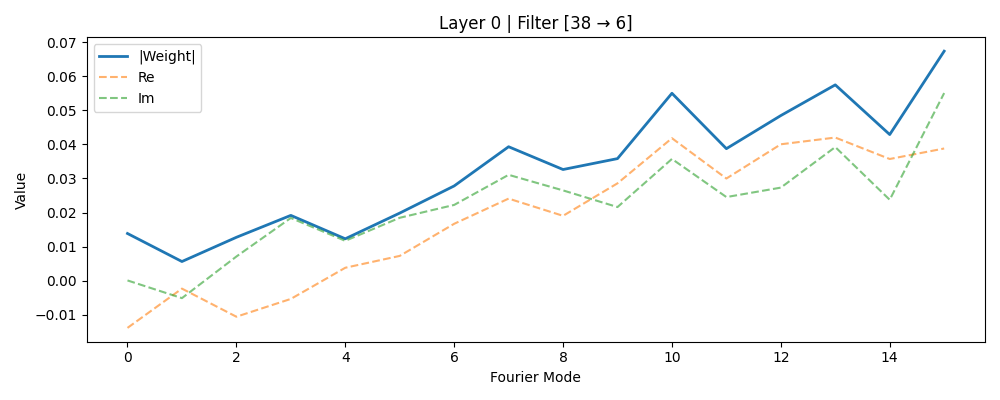 Layer 0 | Filter [38 → 6]
|Weight|
Re
Im
Value
0.07
0.06
0.05
0.04
0.03
0.02
0.01
0.00
−0.01
0 2 4 6 8 10 12 14
Fourier Mode